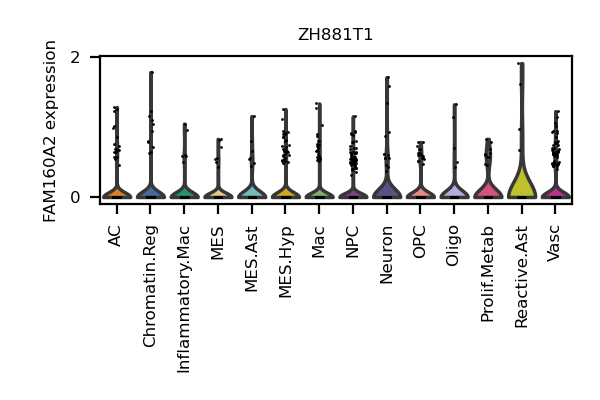 ZH881T1
FAM160A2 expression
2
0
AC
Chromatin.Reg
Inflammatory.Mac
MES
MES.Ast
MES.Hyp
Mac
NPC
Neuron
OPC
Oligo
Prolif.Metab
Reactive.Ast
Vasc